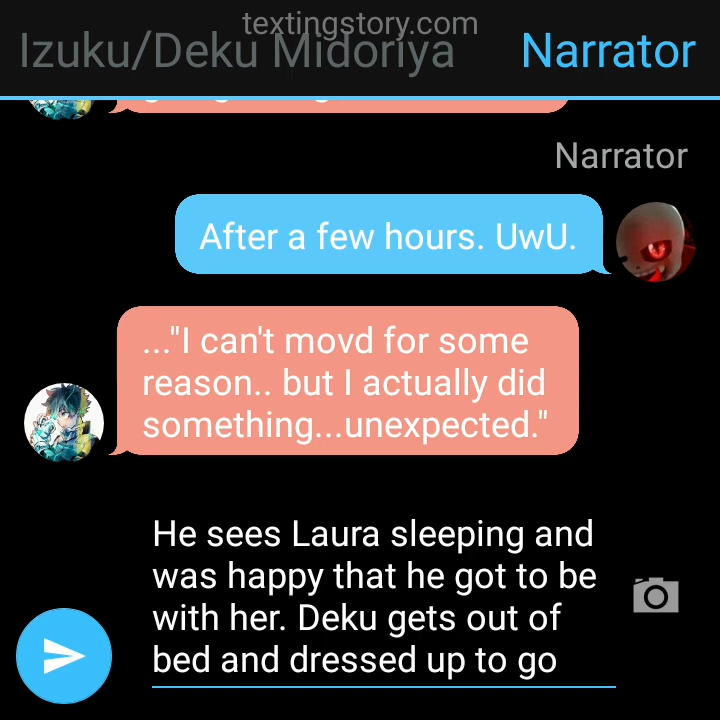 textingstory.com
Izuku/Deku Midoriya Narrator
Narrator
After a few hours. UwU.
..."I can't movd for some
reason.. but I actually did
something...unexpected."
He sees Laura sleeping and
was happy that he got to be
with her. Deku gets out of
bed and dressed up to go